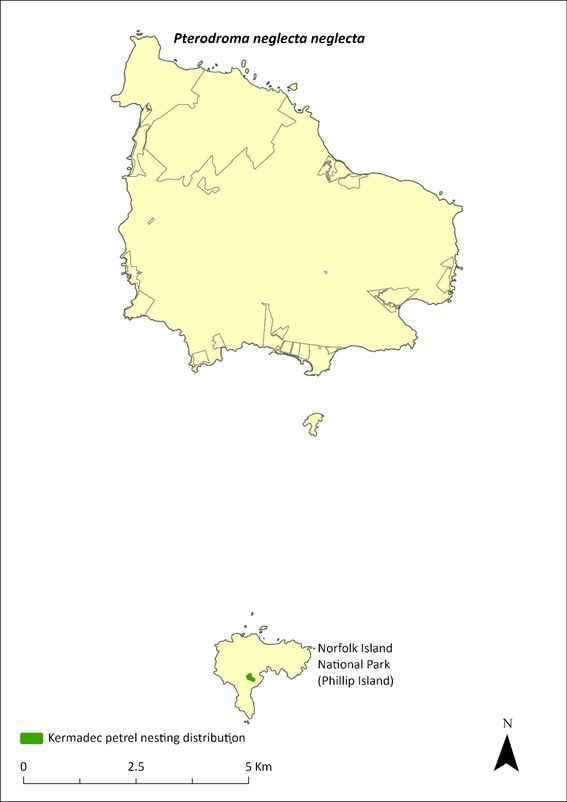 Pterodroma neglecta neglecta
Norfolk Island
National Park
(Phillip Island)
Kermadec petrel nesting distribution
0 2.5 5 Km
N